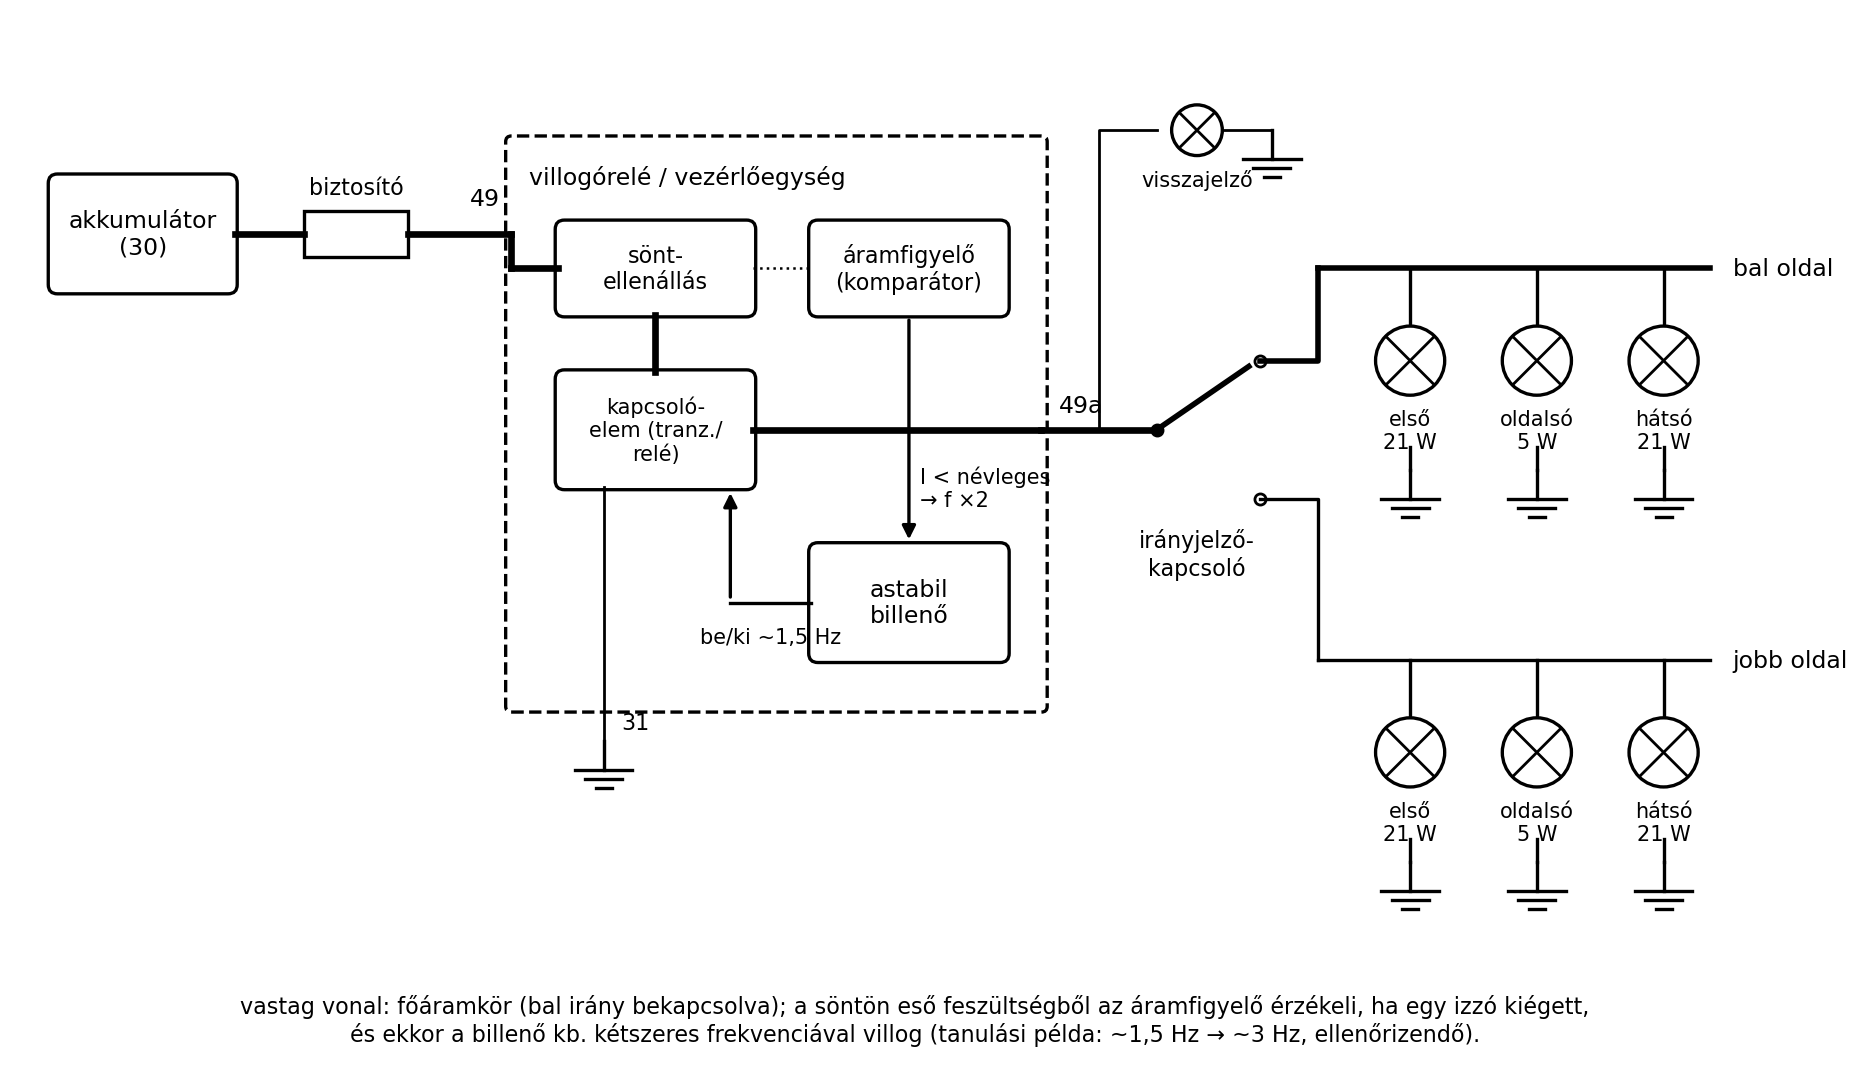 visszajelző
biztosító
49
villogórelé / vezérlőegység
akkumulátor
(30)
sönt-
ellenállás
áramfigyelő
(komparátor)
bal oldal
kapcsoló-
elem (tranz./
relé)
49a
első
21 W
oldalsó
5 W
hátsó
21 W
I < névleges
→ f ×2
irányjelző-
kapcsoló
astabil
billenő
be/ki ~1,5 Hz
jobb oldal
31
első
21 W
oldalsó
5 W
hátsó
21 W
vastag vonal: főáramkör (bal irány bekapcsolva); a söntön eső feszültségből az áramfigyelő érzékeli, ha egy izzó kiégett,
és ekkor a billenő kb. kétszeres frekvenciával villog (tanulási példa: ~1,5 Hz → ~3 Hz, ellenőrizendő).